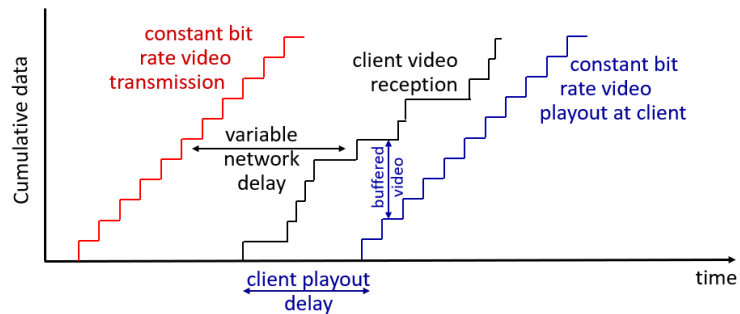 constant bit
rate video
transmission
client video
reception
constant bit
rate video
playout at client
variable
network
delay
buffered
video
Cumulative data
time
client playout
delay